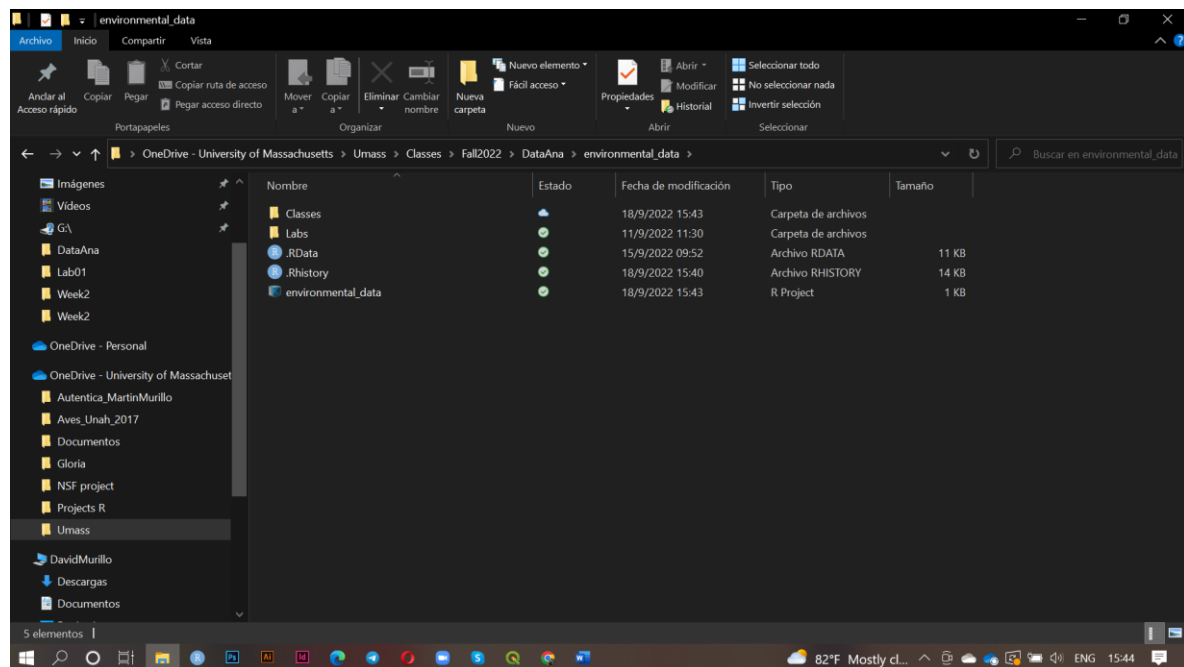 environmental_data
Archivo Inicio Compartir Vista
Anclar al Acceso rápido
Copiar
Pegar
Cortar
Copiar ruta de acceso
Pegar acceso directo
Portapapeles
Mover a
Copiar a
Eliminar
Cambiar nombre
Organizar
Nueva carpeta
Nuevo elemento
Fácil acceso
Nuevo
Propiedades
Abrir
Modificar
Historial
Abrir
Seleccionar todo
No seleccionar nada
Invertir selección
Seleccionar
OneDrive - University of Massachusetts > Umass > Classes > Fall2022 > DataAna > environmental_data >
Buscar en environmental_data
Imágenes
Vídeos
G:\
DataAna
Lab01
Week2
Week2
OneDrive - Personal
OneDrive - University of Massachuset
Autentica_MartinMurillo
Aves_Unah_2017
Documentos
Gloria
NSF project
Projects R
Umass
DavidMurillo
Descargas
Documentos
Nombre Estado Fecha de modificación Tipo Tamaño
Classes 18/9/2022 15:43 Carpeta de archivos
Labs 11/9/2022 11:30 Carpeta de archivos
.RData 15/9/2022 09:52 Archivo RDATA 11 KB
.Rhistory 18/9/2022 15:40 Archivo RHISTORY 14 KB
environmental_data 18/9/2022 15:43 R Project 1 KB
5 elementos
Ps Ai Id
82°F Mostly cl... ENG 15:44